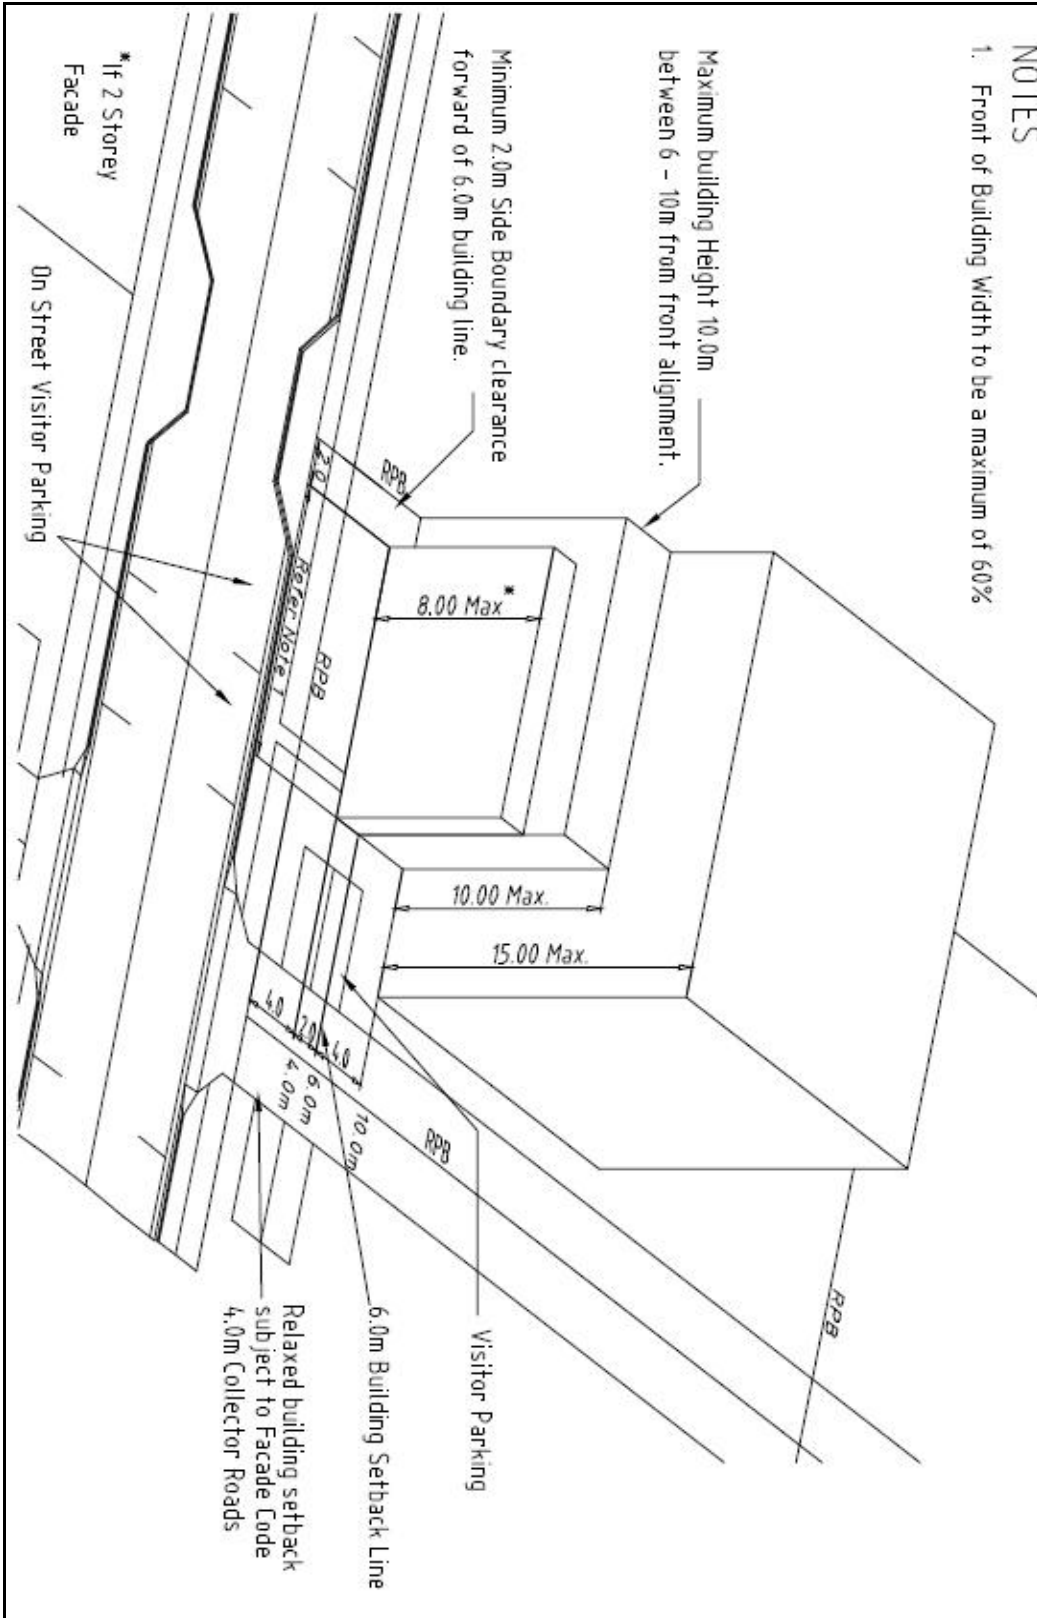 NOTES
1. Front of Building Width to be a maximum of 60%
Maximum building Height 10.0m
between 6 - 10m from front alignment.
Minimum 2.0m Side Boundary clearance
forward of 6.0m building line.
*If 2 Storey
Facade
On Street Visitor Parking
RPB
2.0
Refer Note 1
RPB
8.00 Max*
10.00 Max.
15.00 Max.
4.0
2.0
4.0
4.0m
6.0m
10.0m
RPB
RPB
Visitor Parking
6.0m Building Setback Line
Relaxed building setback
subject to Facade Code
4.0m Collector Roads